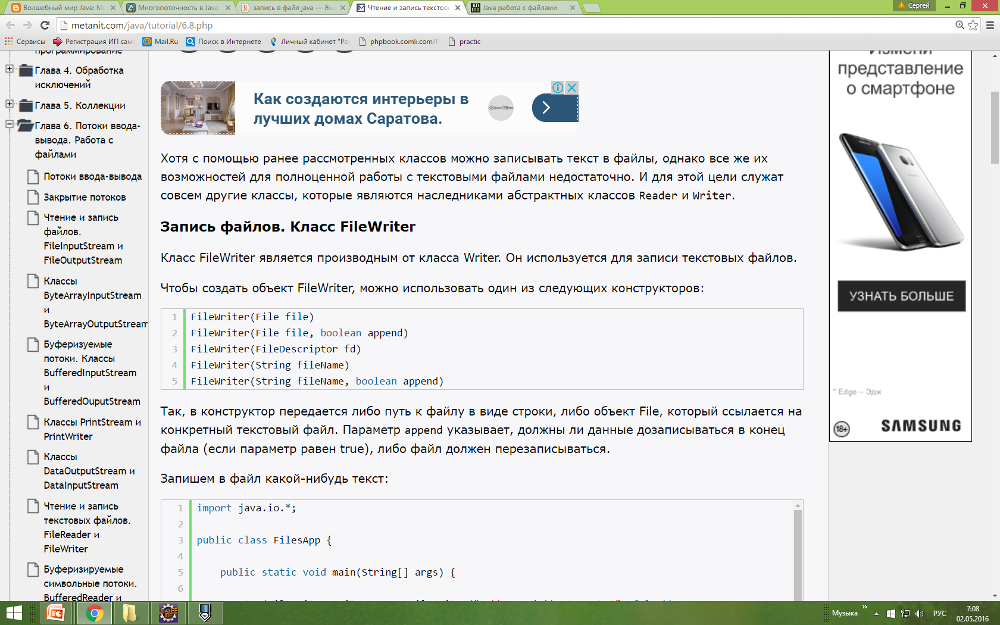 Волшебный мир Java: Мн
Многопоточность в Java
запись в файл java — Янд
Чтение и запись текстовы
Java работа с файлами
Сергей
metanit.com/java/tutorial/6.8.php
Сервисы
Регистрация ИП сам
Mail.Ru
Поиск в Интернете
Личный кабинет "Ро
phpbook.comli.com/P
practic
программирование
Глава 4. Обработка
исключений
Глава 5. Коллекции
Глава 6. Потоки ввода-
вывода. Работа с
файлами
Потоки ввода-вывода
Закрытие потоков
Чтение и запись
файлов.
FileInputStream и
FileOutputStream
Классы
ByteArrayInputStream
и
ByteArrayOutputStream
Буферизуемые
потоки. Классы
BufferedInputStream
и
BufferedOuputStream
Классы PrintStream и
PrintWriter
Классы
DataOutputStream и
DataInputStream
Чтение и запись
текстовых файлов.
FileReader и
FileWriter
Буферизируемые
символьные потоки.
BufferedReader и
Как создаются интерьеры в
лучших домах Саратова.
Хотя с помощью ранее рассмотренных классов можно записывать текст в файлы, однако все же их
возможностей для полноценной работы с текстовыми файлами недостаточно. И для этой цели служат
совсем другие классы, которые являются наследниками абстрактных классов Reader и Writer.
Запись файлов. Класс FileWriter
Класс FileWriter является производным от класса Writer. Он используется для записи текстовых файлов.
Чтобы создать объект FileWriter, можно использовать один из следующих конструкторов:
1 FileWriter(File file)
2 FileWriter(File file, boolean append)
3 FileWriter(FileDescriptor fd)
4 FileWriter(String fileName)
5 FileWriter(String fileName, boolean append)
Так, в конструктор передается либо путь к файлу в виде строки, либо объект File, который ссылается на
конкретный текстовый файл. Параметр append указывает, должны ли данные дозаписываться в конец
файла (если параметр равен true), либо файл должен перезаписываться.
Запишем в файл какой-нибудь текст:
1 import java.io.*;
2
3 public class FilesApp {
4
5 public static void main(String[] args) {
6
Измени
представление
о смартфоне
УЗНАТЬ БОЛЬШЕ
* Edge — Эдж
18+
SAMSUNG
Java EE
IDE
Музыка
РУС
7:08
02.05.2016